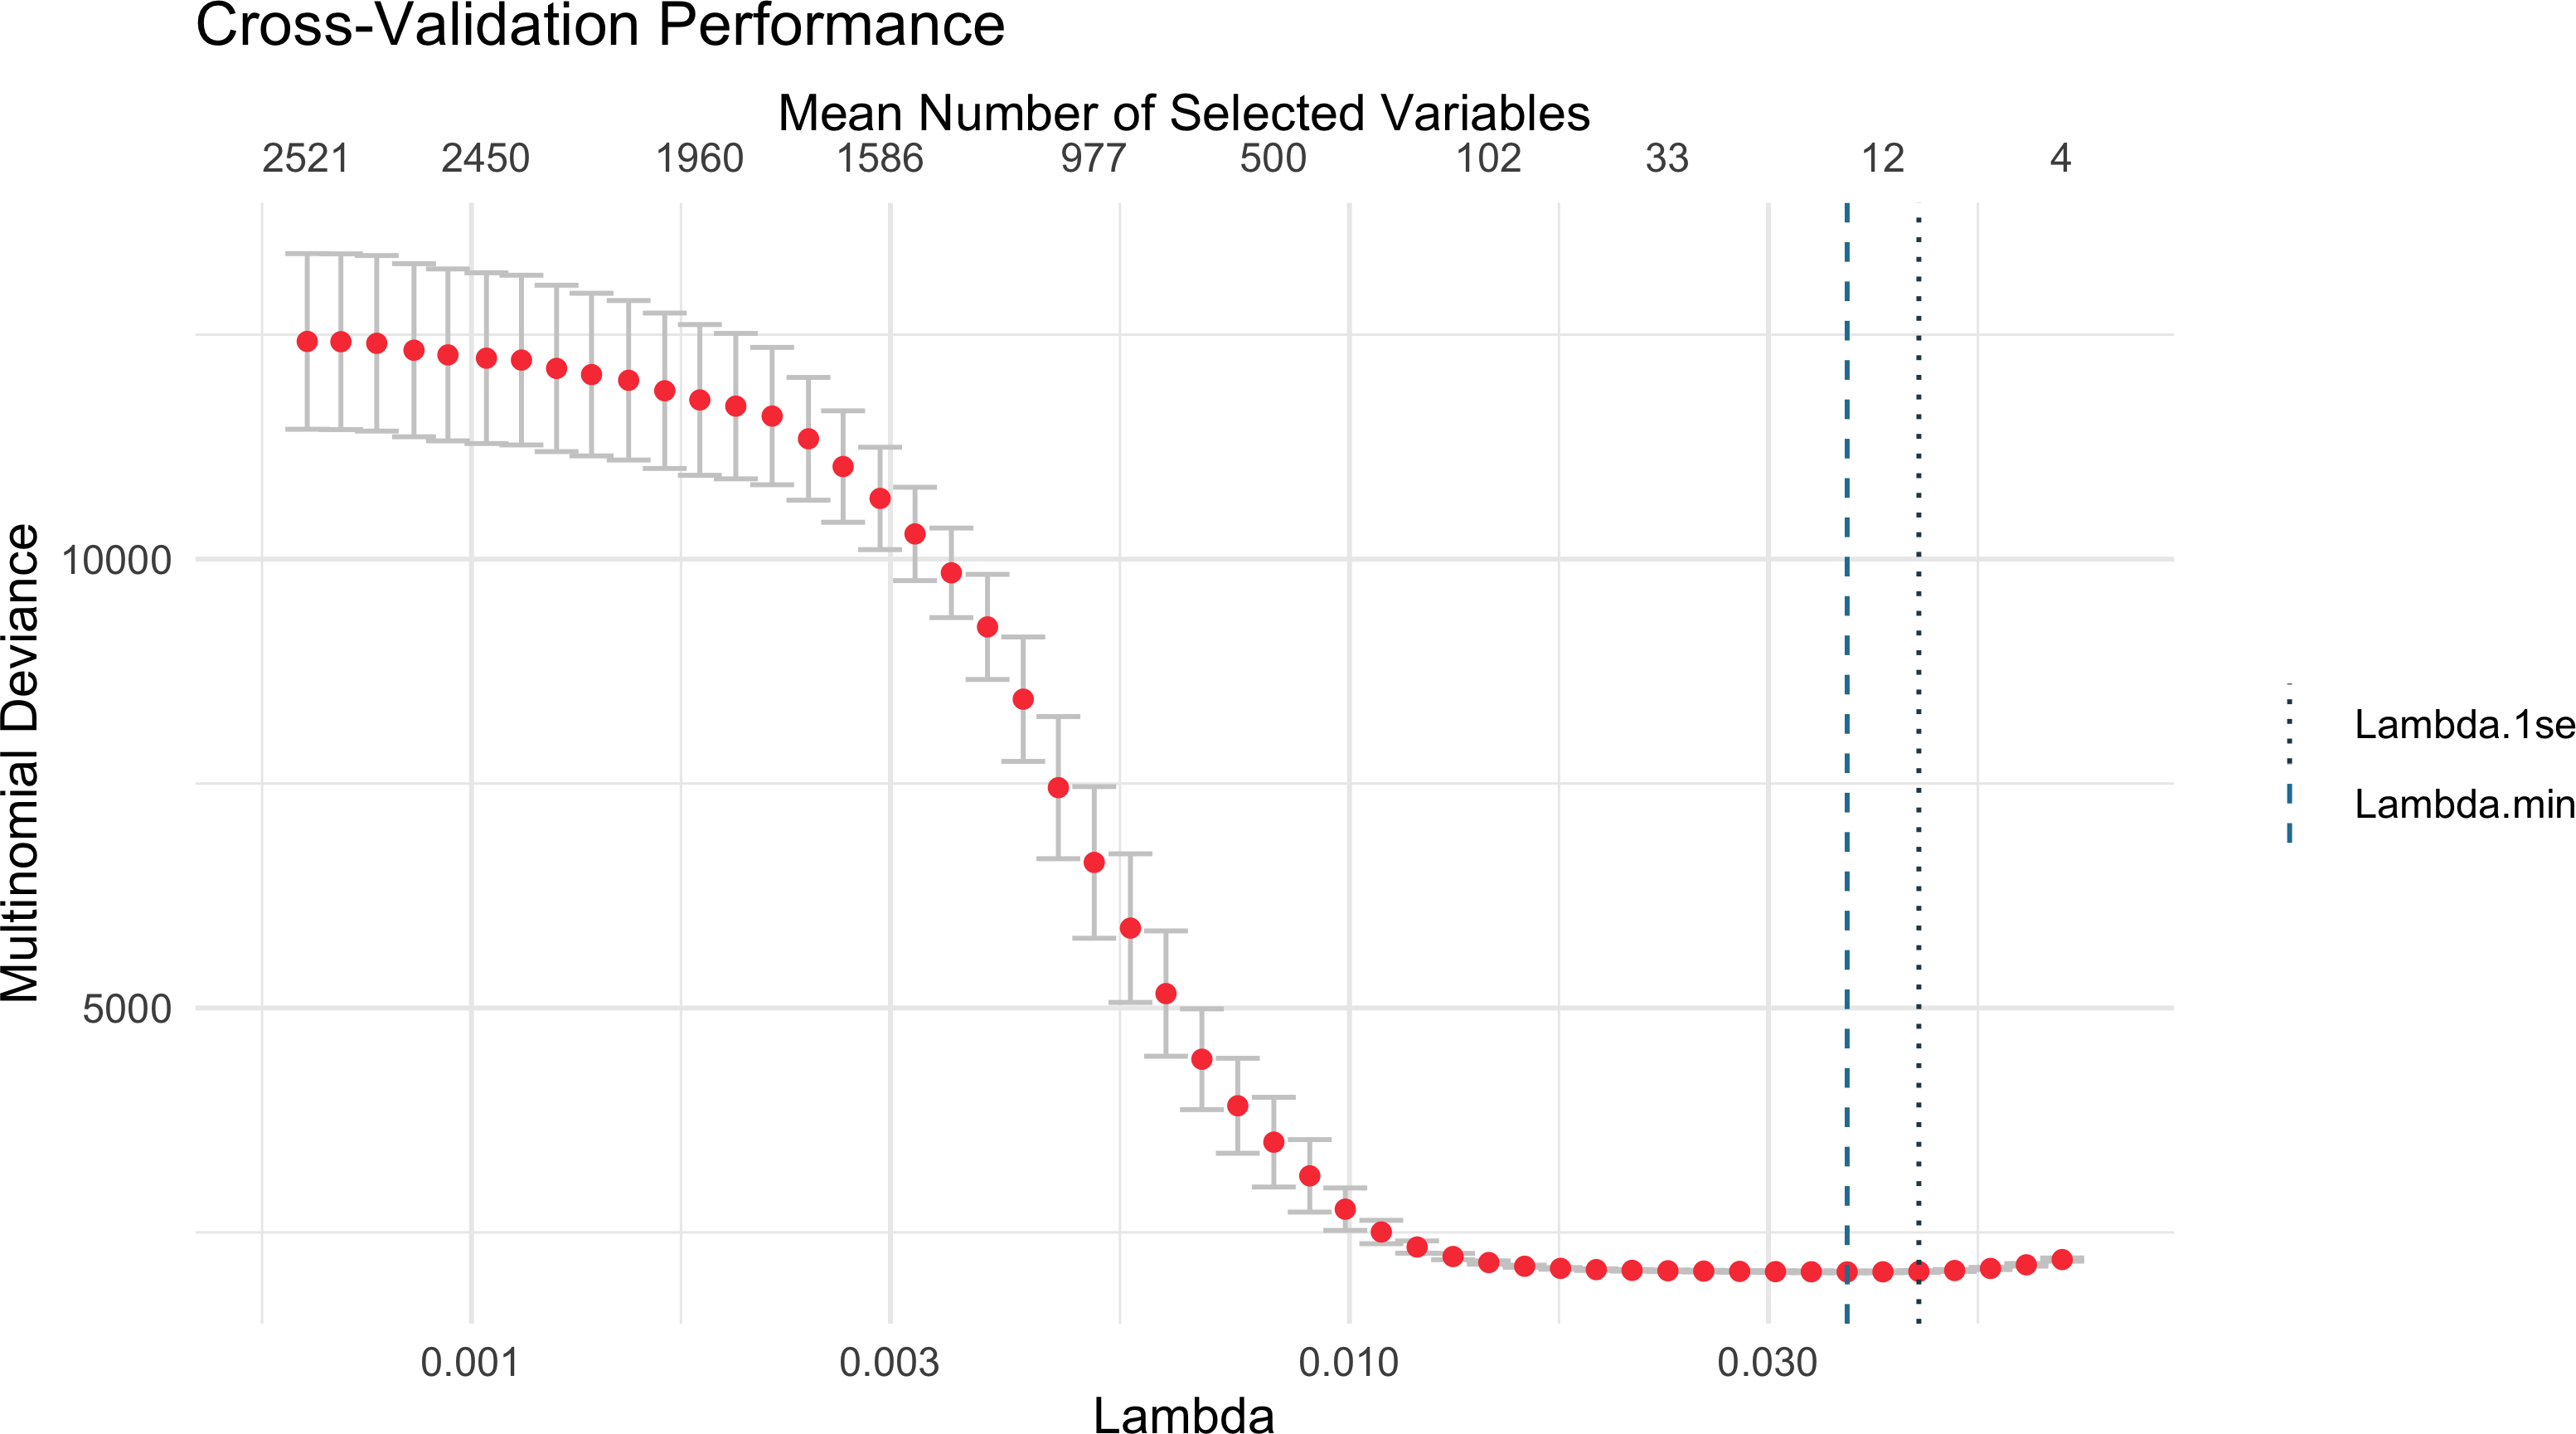 Cross-Validation Performance
Mean Number of Selected Variables
2521 2450 1960 1586 977 500 102 33 12 4
Multinomial Deviance
10000
5000
0.001 0.003 0.010 0.030
Lambda
Lambda.1se
Lambda.min